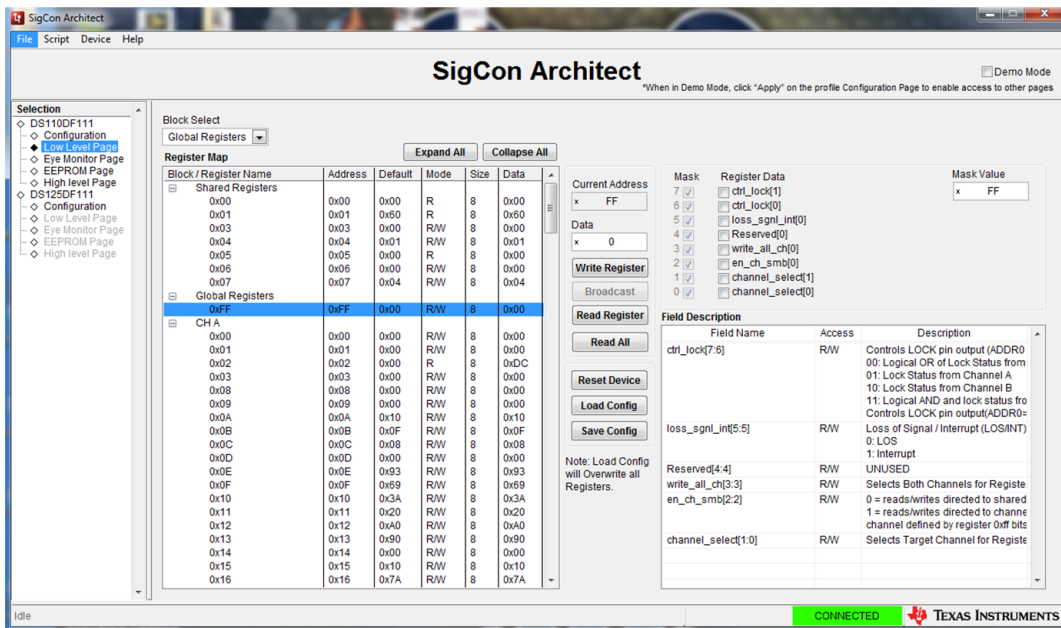 SigCon Architect
File Script Device Help
SigCon Architect
Demo Mode
*When in Demo Mode, click "Apply" on the profile Configuration Page to enable access to other pages
Selection
DS110DF111
Configuration
Low Level Page
Eye Monitor Page
EEPROM Page
High level Page
DS125DF111
Configuration
Low Level Page
Eye Monitor Page
EEPROM Page
High level Page
Block Select
Global Registers
Register Map
Expand All Collapse All
Block / Register Name Address Default Mode Size Data
Shared Registers
0x00 0x00 0x00 R 8 0x00
0x01 0x01 0x60 R 8 0x60
0x03 0x03 0x00 R/W 8 0x00
0x04 0x04 0x01 R/W 8 0x01
0x05 0x05 0x00 R 8 0x00
0x06 0x06 0x00 R/W 8 0x00
0x07 0x07 0x04 R/W 8 0x04
Global Registers
0xFF 0xFF 0x00 R/W 8 0x00
CH A
0x00 0x00 0x00 R/W 8 0x00
0x01 0x01 0x00 R/W 8 0x00
0x02 0x02 0x00 R 8 0xDC
0x03 0x03 0x00 R/W 8 0x00
0x08 0x08 0x00 R/W 8 0x00
0x09 0x09 0x00 R/W 8 0x00
0x0A 0x0A 0x10 R/W 8 0x10
0x0B 0x0B 0x0F R/W 8 0x0F
0x0C 0x0C 0x08 R/W 8 0x08
0x0D 0x0D 0x00 R/W 8 0x00
0x0E 0x0E 0x93 R/W 8 0x93
0x0F 0x0F 0x69 R/W 8 0x69
0x10 0x10 0x3A R/W 8 0x3A
0x11 0x11 0x20 R/W 8 0x20
0x12 0x12 0xA0 R/W 8 0xA0
0x13 0x13 0x90 R/W 8 0x90
0x14 0x14 0x00 R/W 8 0x00
0x15 0x15 0x10 R/W 8 0x10
0x16 0x16 0x7A R/W 8 0x7A
Current Address
x FF
Data
x 0
Write Register
Broadcast
Read Register
Read All
Reset Device
Load Config
Save Config
Note: Load Config
will Overwrite all
Registers.
Mask Register Data Mask Value
7 ctrl_lock[1] x FF
6 ctrl_lock[0]
5 loss_sgnl_int[0]
4 Reserved[0]
3 write_all_ch[0]
2 en_ch_smb[0]
1 channel_select[1]
0 channel_select[0]
Field Description
Field Name Access Description
ctrl_lock[7:6] R/W Controls LOCK pin output (ADDR0
00: Logical OR of Lock Status from
01: Lock Status from Channel A
10: Lock Status from Channel B
11: Logical AND and lock status fro
Controls LOCK pin output(ADDR0=
loss_sgnl_int[5:5] R/W Loss of Signal / Interrupt (LOS/INT)
0: LOS
1: Interrupt
Reserved[4:4] R/W UNUSED
write_all_ch[3:3] R/W Selects Both Channels for Registe
en_ch_smb[2:2] R/W 0 = reads/writes directed to shared
1 = reads/writes directed to channe
channel defined by register 0xff bits
channel_select[1:0] R/W Selects Target Channel for Registe
Idle
CONNECTED
TEXAS INSTRUMENTS